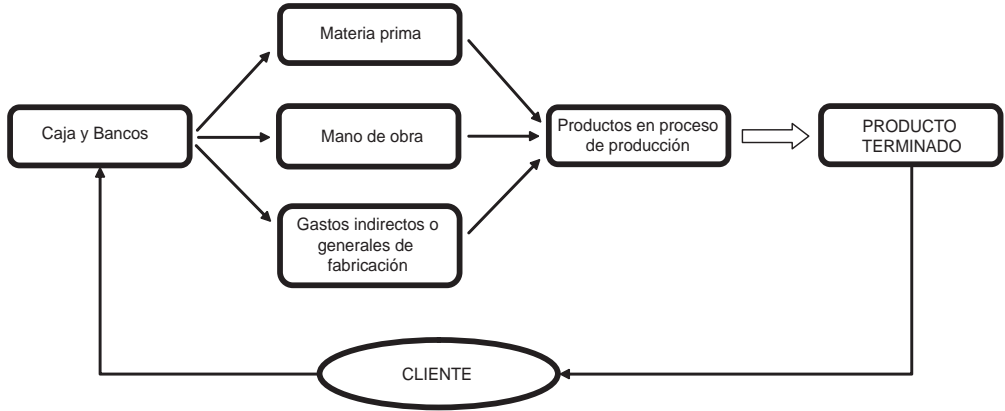 Materia prima
Caja y Bancos
Mano de obra
Productos en proceso
de producción
PRODUCTO
TERMINADO
Gastos indirectos o
generales de
fabricación
CLIENTE